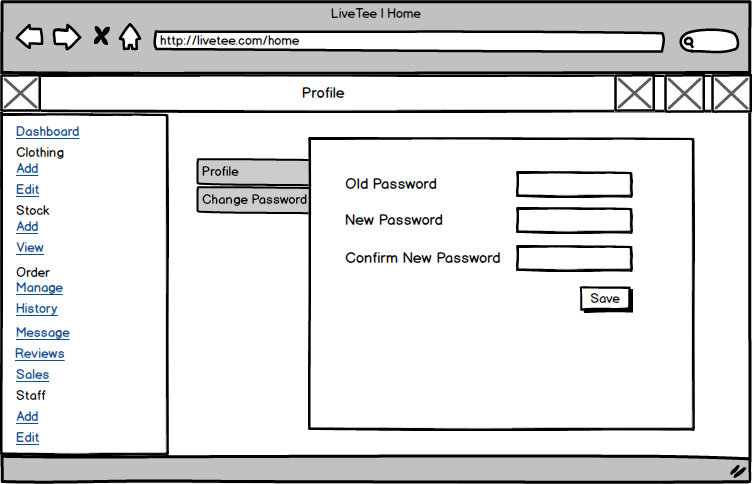 LiveTee | Home
http://livetee.com/home
Profile
Dashboard
Clothing
Add
Edit
Stock
Add
View
Order
Manage
History
Message
Reviews
Sales
Staff
Add
Edit
Profile
Change Password
Old Password
New Password
Confirm New Password
Save